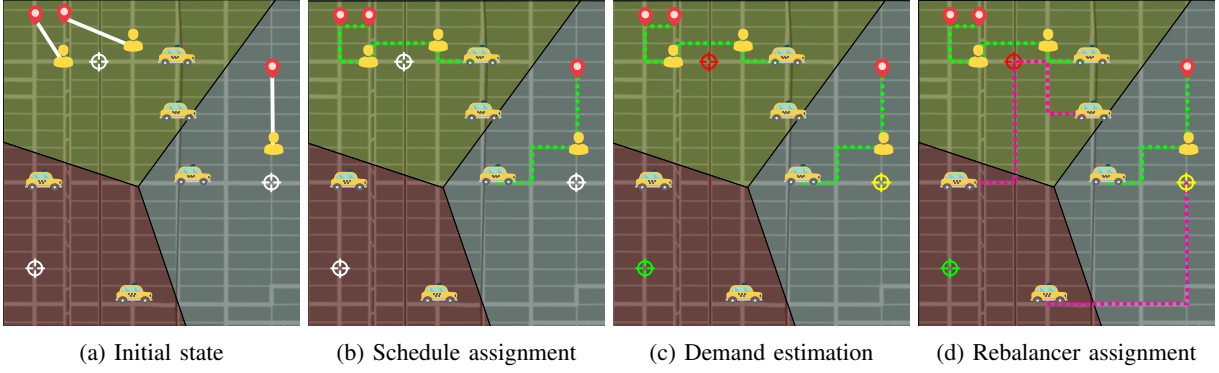 (a) Initial state
(b) Schedule assignment
(c) Demand estimation
(d) Rebalancer assignment